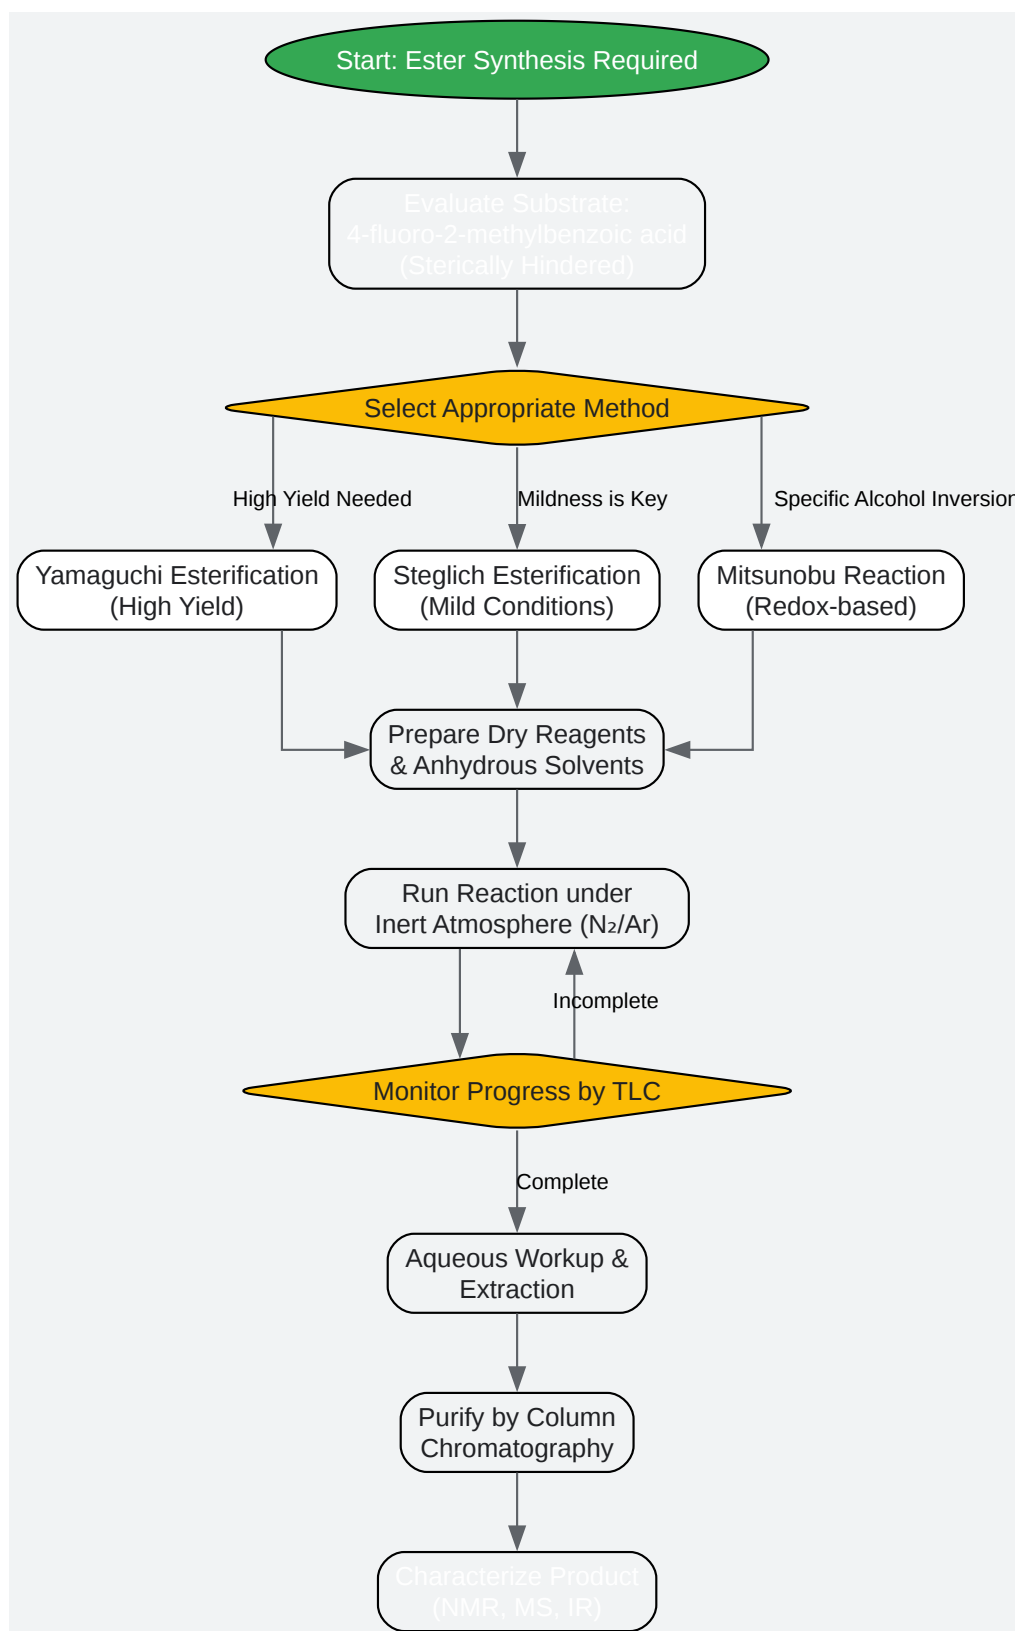 Start: Ester Synthesis Required
Evaluate Substrate:
4-fluoro-2-methylbenzoic acid
(Sterically Hindered)
Select Appropriate Method
High Yield Needed
Mildness is Key
Specific Alcohol Inversion
Yamaguchi Esterification
(High Yield)
Steglich Esterification
(Mild Conditions)
Mitsunobu Reaction
(Redox-based)
Prepare Dry Reagents
& Anhydrous Solvents
Run Reaction under
Inert Atmosphere (N₂/Ar)
Incomplete
Monitor Progress by TLC
Complete
Aqueous Workup &
Extraction
Purify by Column
Chromatography
Characterize Product
(NMR, MS, IR)